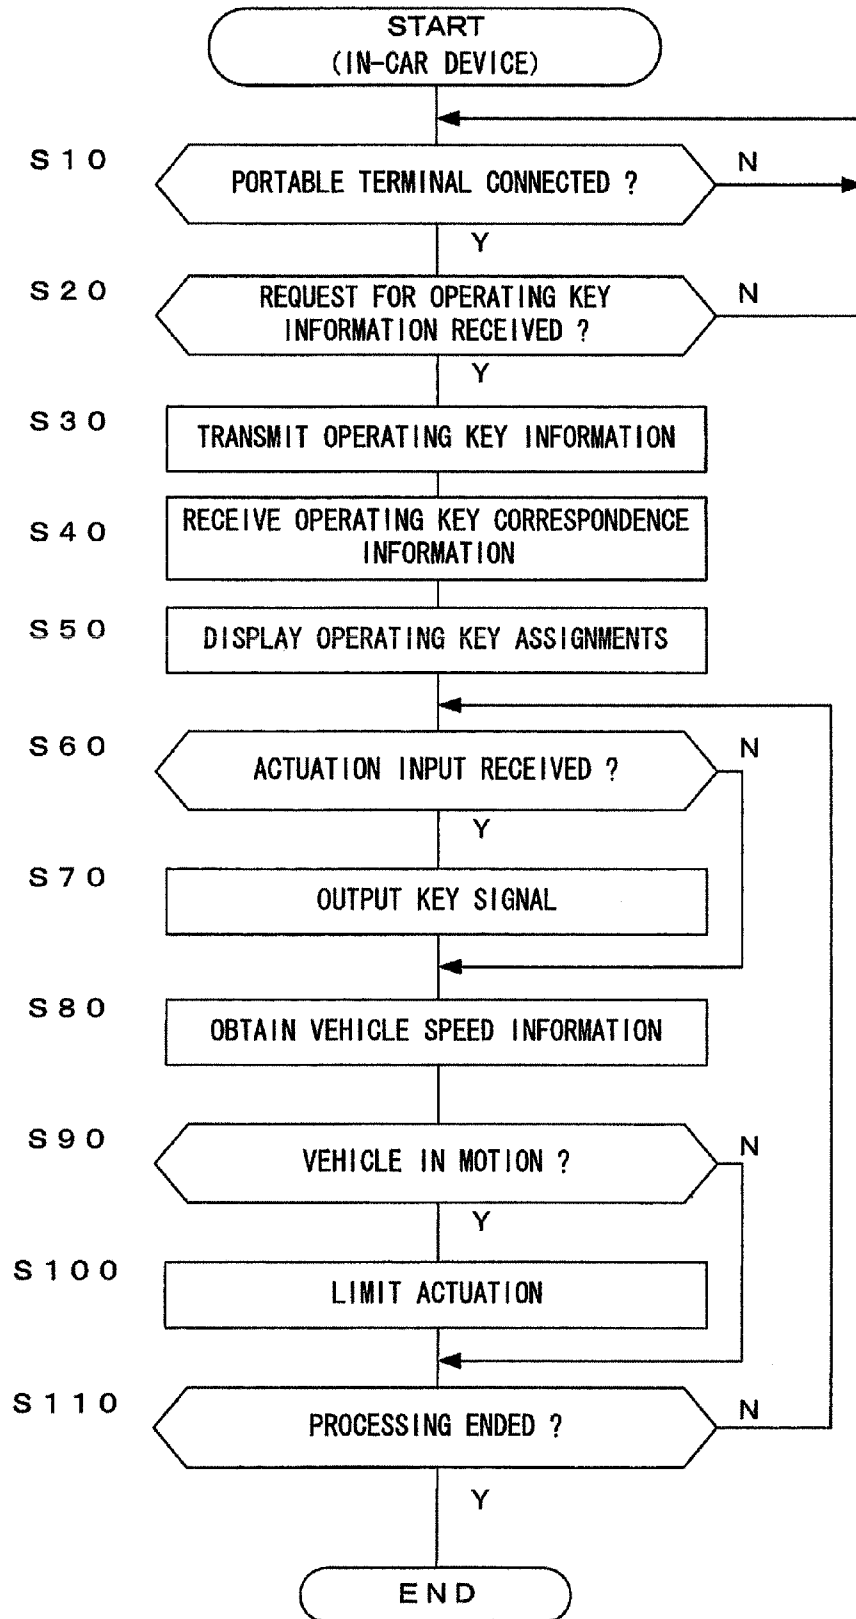 START
(IN-CAR DEVICE)
S10
PORTABLE TERMINAL CONNECTED ?
N
Y
S20
REQUEST FOR OPERATING KEY
INFORMATION RECEIVED ?
N
Y
S30
TRANSMIT OPERATING KEY INFORMATION
S40
RECEIVE OPERATING KEY CORRESPONDENCE
INFORMATION
S50
DISPLAY OPERATING KEY ASSIGNMENTS
S60
ACTUATION INPUT RECEIVED ?
N
Y
S70
OUTPUT KEY SIGNAL
S80
OBTAIN VEHICLE SPEED INFORMATION
S90
VEHICLE IN MOTION ?
N
Y
S100
LIMIT ACTUATION
S110
PROCESSING ENDED ?
N
Y
END